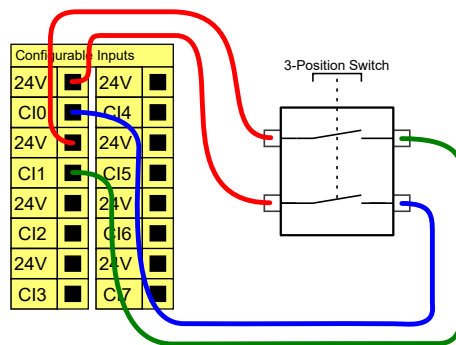 Configurable Inputs
3-Position Switch
24V 24V
CI0 CI4
24V 24V
CI1 CI5
24V 24V
CI2 CI6
24V 24V
CI3 CI7